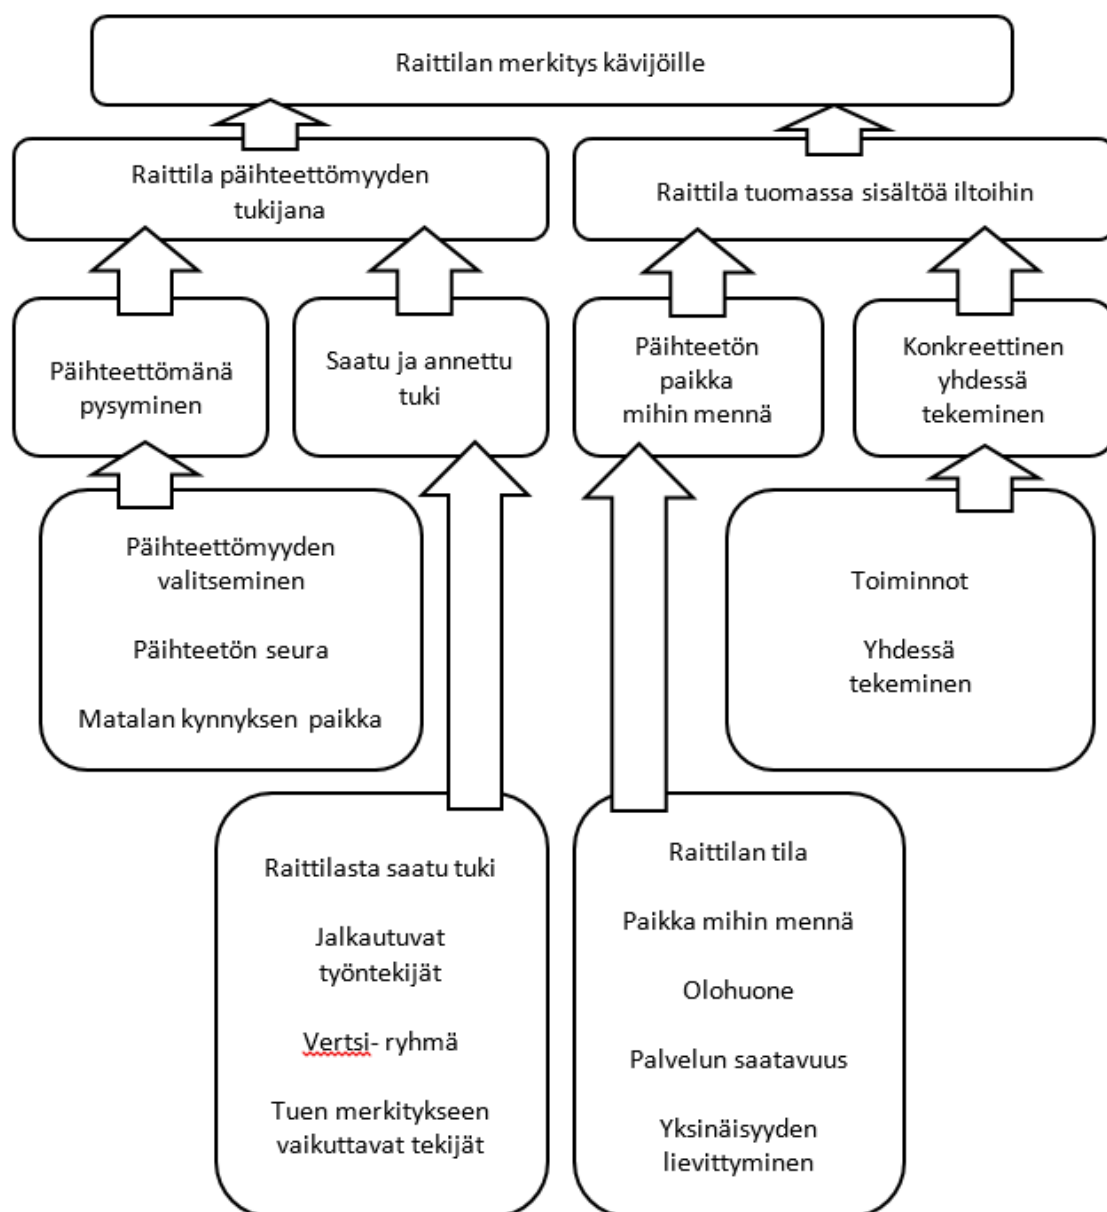 Raittilan merkitys kävijöille
Raittila päihteettömyyden
tukijana
Raittila tuomassa sisältöä iltoihin
Päihteettömänä
pysyminen
Saatu ja annettu
tuki
Päihteetön
paikka
mihin mennä
Konkreettinen
yhdessä
tekeminen
Päihteettömyyden
valitseminen
Päihteetön seura
Matalan kynnyksen paikka
Toiminnot
Yhdessä
tekeminen
Raittilasta saatu tuki
Jalkautuvat
työntekijät
Vertsi- ryhmä
Tuen merkitykseen
vaikuttavat tekijät
Raittilan tila
Paikka mihin mennä
Olohuone
Palvelun saatavuus
Yksinäisyyden
lievittyminen